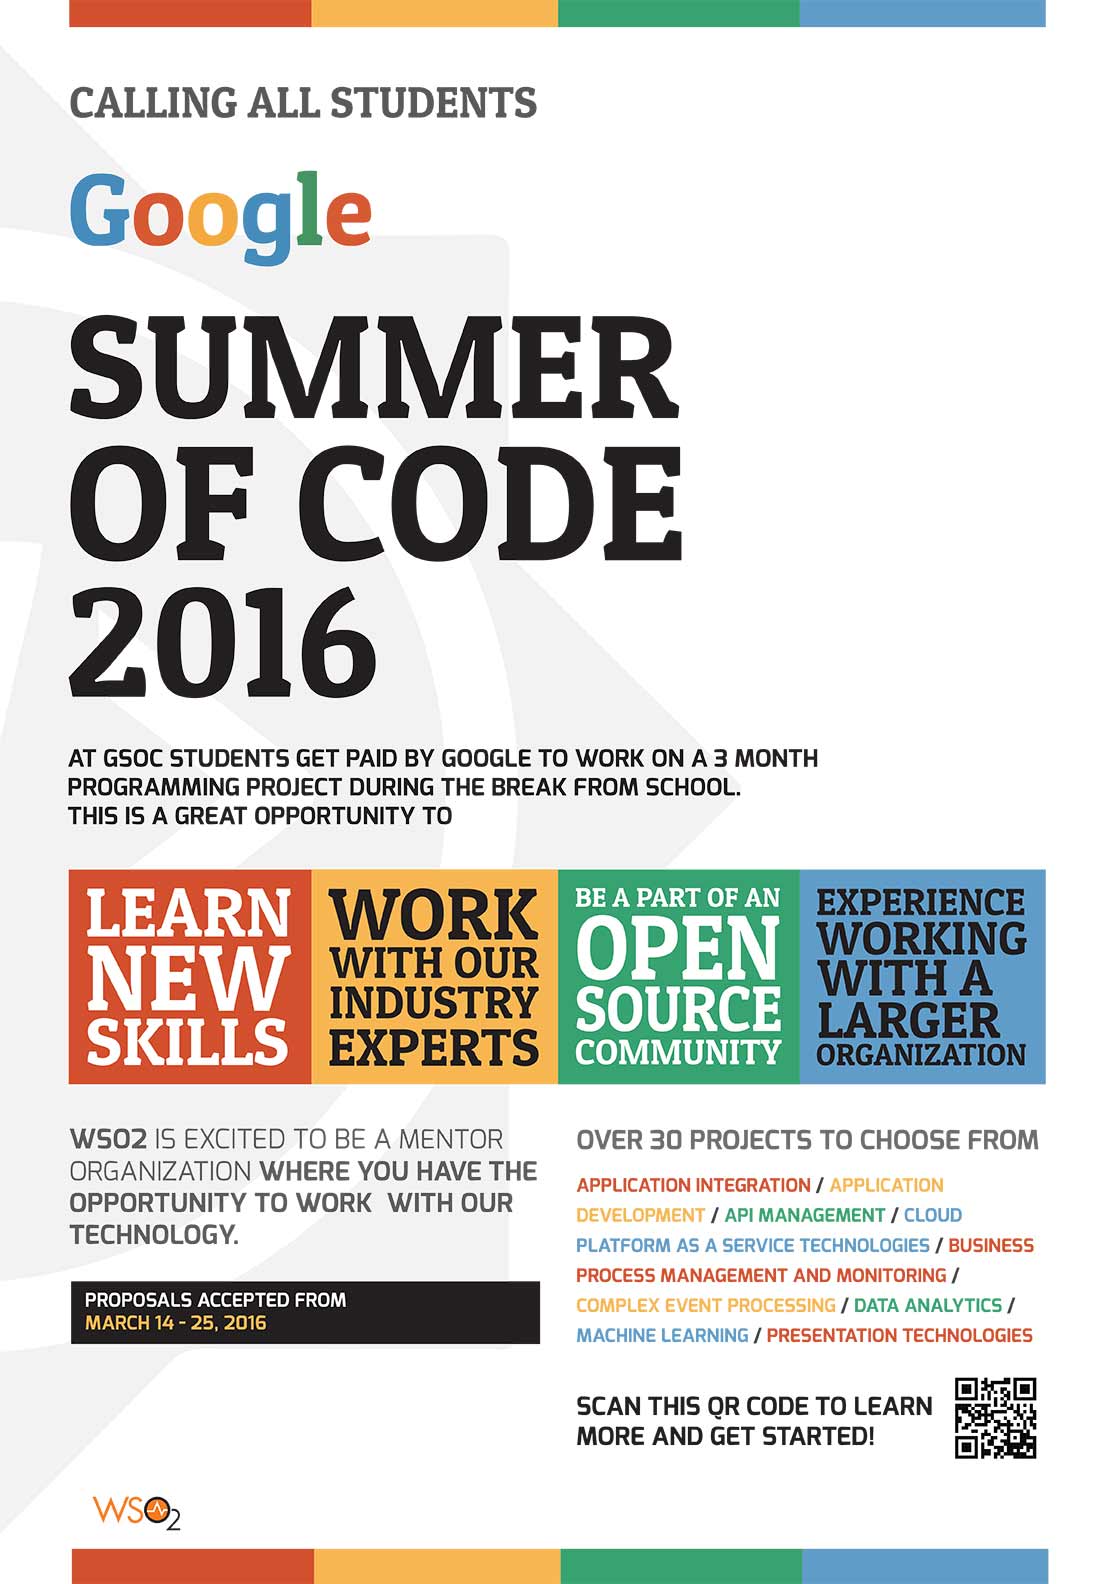 CALLING ALL STUDENTS
Google
SUMMER
OF CODE
2016
AT GSOC STUDENTS GET PAID BY GOOGLE TO WORK ON A 3 MONTH
PROGRAMMING PROJECT DURING THE BREAK FROM SCHOOL.
THIS IS A GREAT OPPORTUNITY TO
LEARN
NEW
SKILLS
WORK
WITH OUR
INDUSTRY
EXPERTS
BE A PART OF AN
OPEN
SOURCE
COMMUNITY
EXPERIENCE
WORKING
WITH A
LARGER
ORGANIZATION
WSO2 IS EXCITED TO BE A MENTOR
ORGANIZATION WHERE YOU HAVE THE
OPPORTUNITY TO WORK WITH OUR
TECHNOLOGY.
PROPOSALS ACCEPTED FROM
MARCH 14 - 25, 2016
OVER 30 PROJECTS TO CHOOSE FROM
APPLICATION INTEGRATION / APPLICATION
DEVELOPMENT / API MANAGEMENT / CLOUD
PLATFORM AS A SERVICE TECHNOLOGIES / BUSINESS
PROCESS MANAGEMENT AND MONITORING /
COMPLEX EVENT PROCESSING / DATA ANALYTICS /
MACHINE LEARNING / PRESENTATION TECHNOLOGIES
SCAN THIS QR CODE TO LEARN
MORE AND GET STARTED!
WSO2